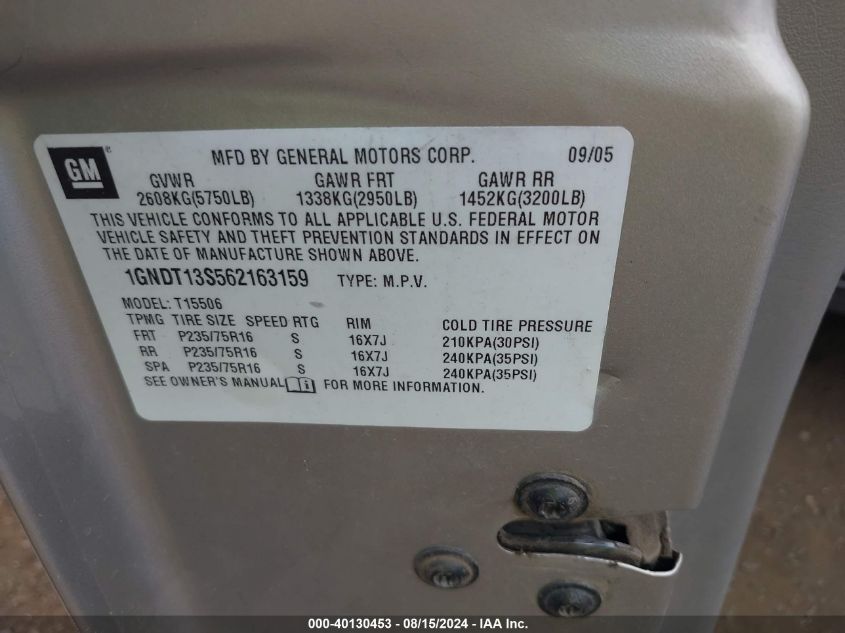 GM ®
MFD BY GENERAL MOTORS CORP. 09/05
GVWR GAWR FRT GAWR RR
2608KG(5750LB) 1338KG(2950LB) 1452KG(3200LB)
THIS VEHICLE CONFORMS TO ALL APPLICABLE U.S. FEDERAL MOTOR
VEHICLE SAFETY AND THEFT PREVENTION STANDARDS IN EFFECT ON
THE DATE OF MANUFACTURE SHOWN ABOVE.
1GNDT13S562163159 TYPE: M.P.V.
MODEL: T15506
TPMG TIRE SIZE SPEED RTG RIM COLD TIRE PRESSURE
FRT P235/75R16 S 16X7J 210KPA(30PSI)
RR P235/75R16 S 16X7J 240KPA(35PSI)
SPA P235/75R16 S 16X7J 240KPA(35PSI)
SEE OWNER'S MANUAL i FOR MORE INFORMATION.
000-40130453 - 08/15/2024 - IAA Inc.